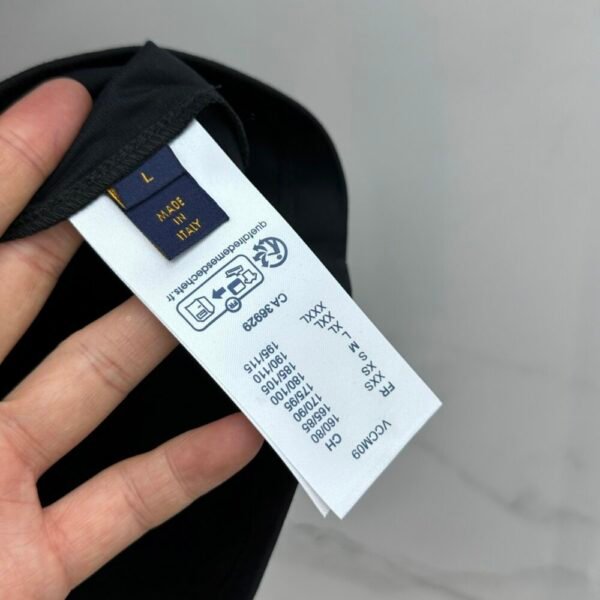 L
MADE
IN
ITALY
quefairedemesdechets.fr
FR
CA 36929
VCCM09
FR CH
XXS 160/80
XS 165/85
S 170/90
M 175/95
L 180/100
XL 185/105
XXL 190/110
XXXL 195/115